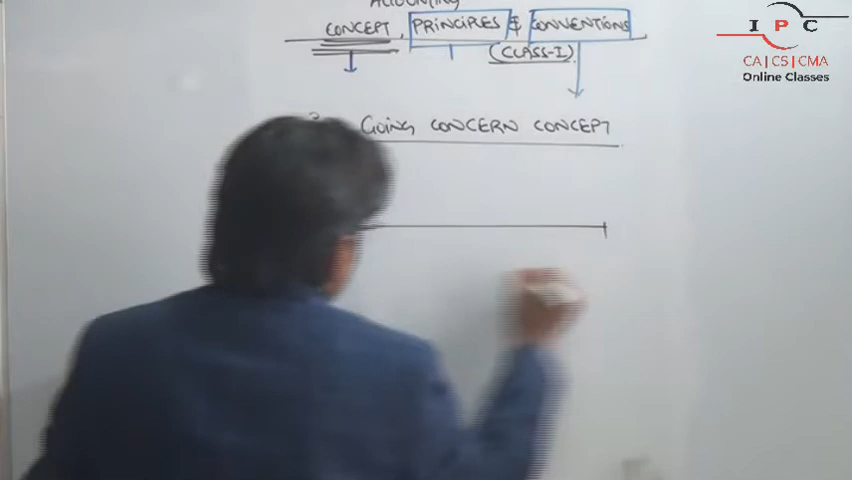 ACCOUNTING
CONCEPT, PRINCIPLES & CONVENTIONS
(CLASS-I)
GOING CONCERN CONCEPT
I P C
CA|CS|CMA
Online Classes